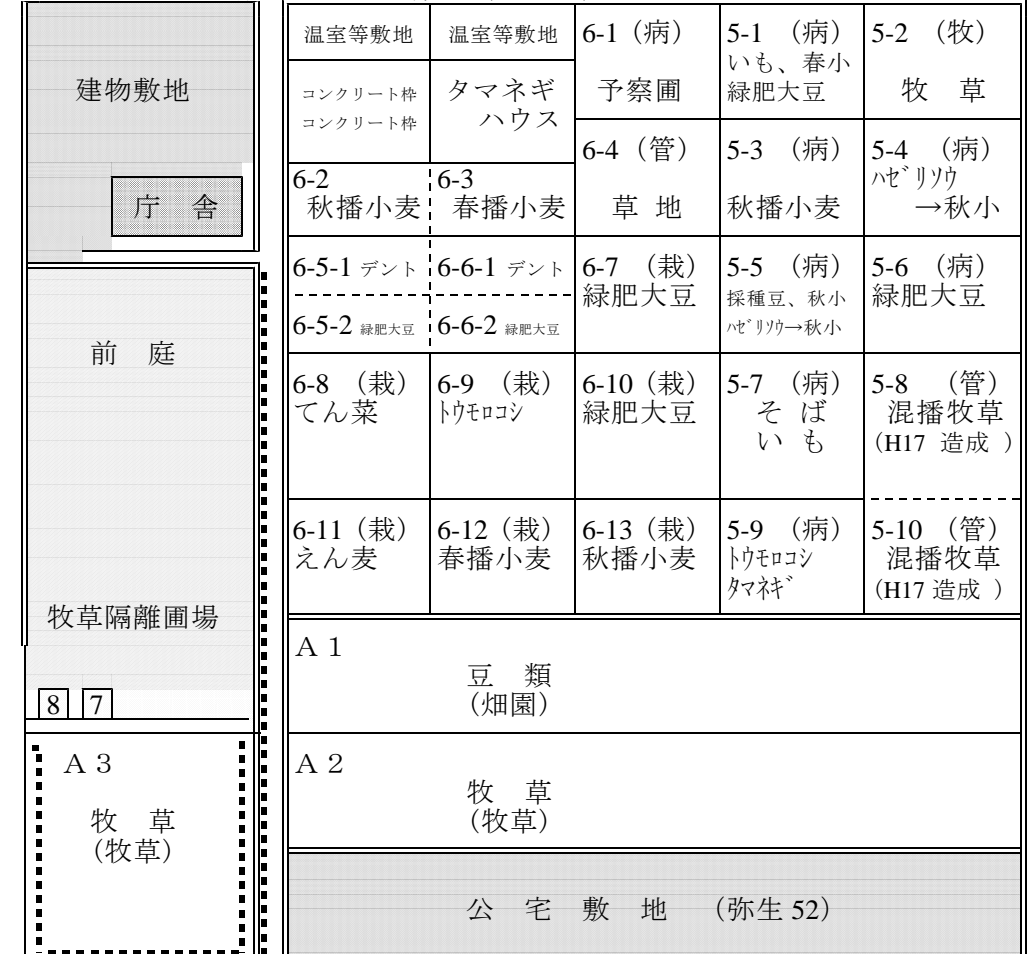 建物敷地
庁　舎
前　庭
牧草隔離圃場
8 7
Ａ３
牧　草
(牧草)
温室等敷地
温室等敷地
6-1 (病)
予察圃
5-1　(病)
いも、春小
緑肥大豆
5-2　(牧)
牧　草
コンクリート枠
コンクリート枠
タマネギ
ハウス
6-4 (管)
草 地
5-3　(病)
秋播小麦
5-4　(病)
ﾊｾﾞﾘｿｳ
→秋小
6-2
秋播小麦
6-3
春播小麦
6-5-1 デント
6-5-2 緑肥大豆
6-6-1 デント
6-6-2 緑肥大豆
6-7　(栽)
緑肥大豆
5-5　(病)
採種豆、秋小
ﾊｾﾞﾘｿｳ→秋小
5-6　(病)
緑肥大豆
6-8　(栽)
てん菜
6-9　(栽)
ﾄｳﾓﾛｺｼ
6-10 (栽)
緑肥大豆
5-7　(病)
そ ば
い も
5-8　(管)
混播牧草
(H17 造成 )
6-11 (栽)
えん麦
6-12 (栽)
春播小麦
6-13 (栽)
秋播小麦
5-9　(病)
ﾄｳﾓﾛｺｼ
ﾀﾏﾈｷﾞ
5-10　(管)
混播牧草
(H17 造成 )
Ａ１
豆　類
(畑園)
Ａ２
牧　草
(牧草)
公　宅　敷　地　(弥生 52)